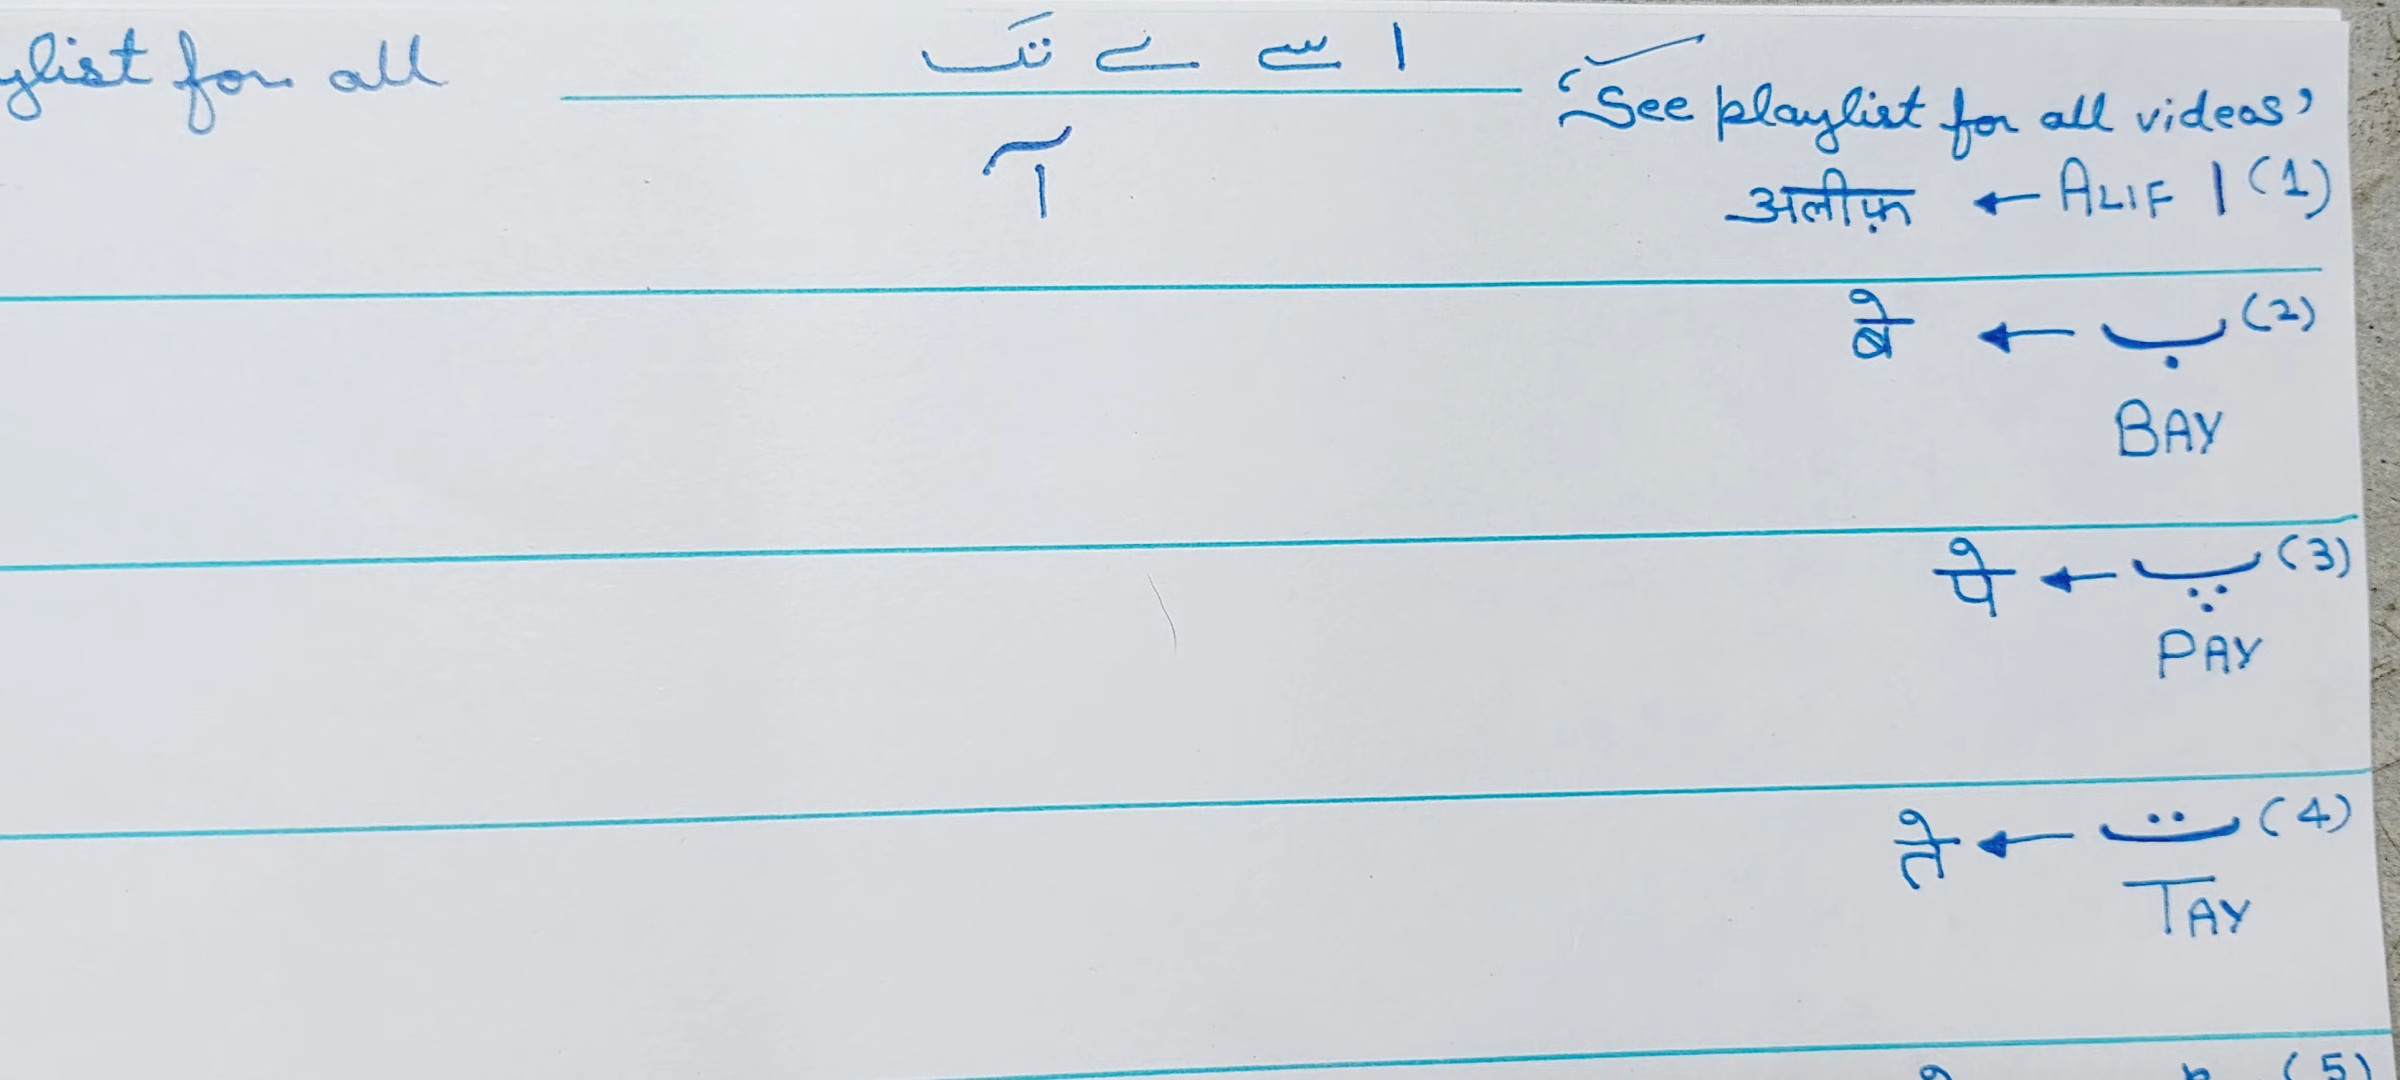 ylist for all
ا سے ے تک
See playlist for all videos
آ
(1) ا ALIF ← अलीफ़
(2) ب ← बे
BAY
(3) پ ← पे
PAY
(4) ت ← ते
TAY
(5)